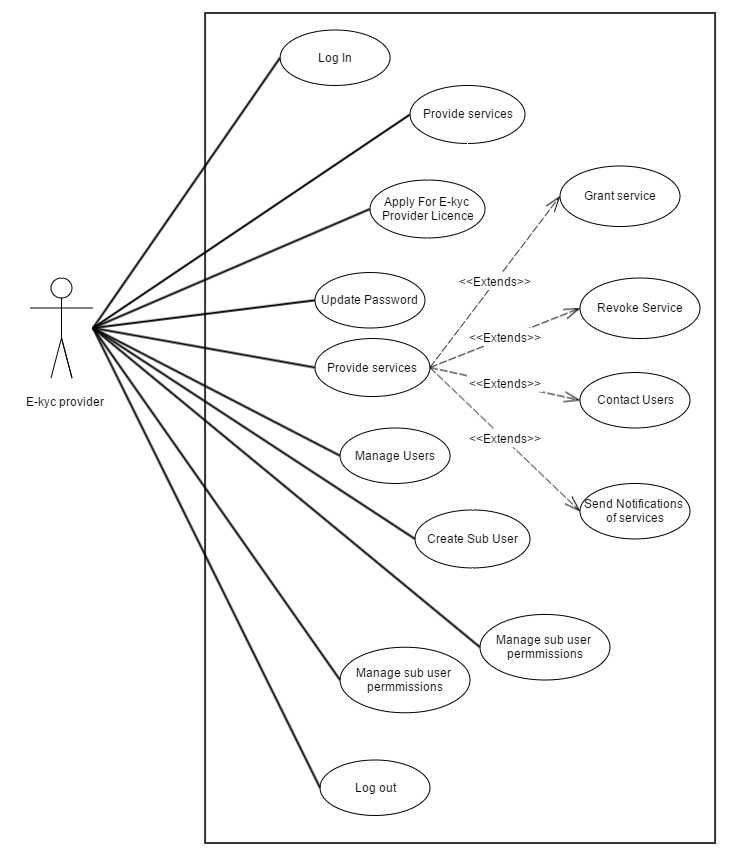 Log In
Provide services
Apply For E-kyc
Provider Licence
Grant service
<<Extends>>
Update Password
Revoke Service
<<Extends>>
Provide services
<<Extends>>
Contact Users
E-kyc provider
<<Extends>>
Manage Users
Send Notifications
of services
Create Sub User
Manage sub user
permmissions
Manage sub user
permmissions
Log out